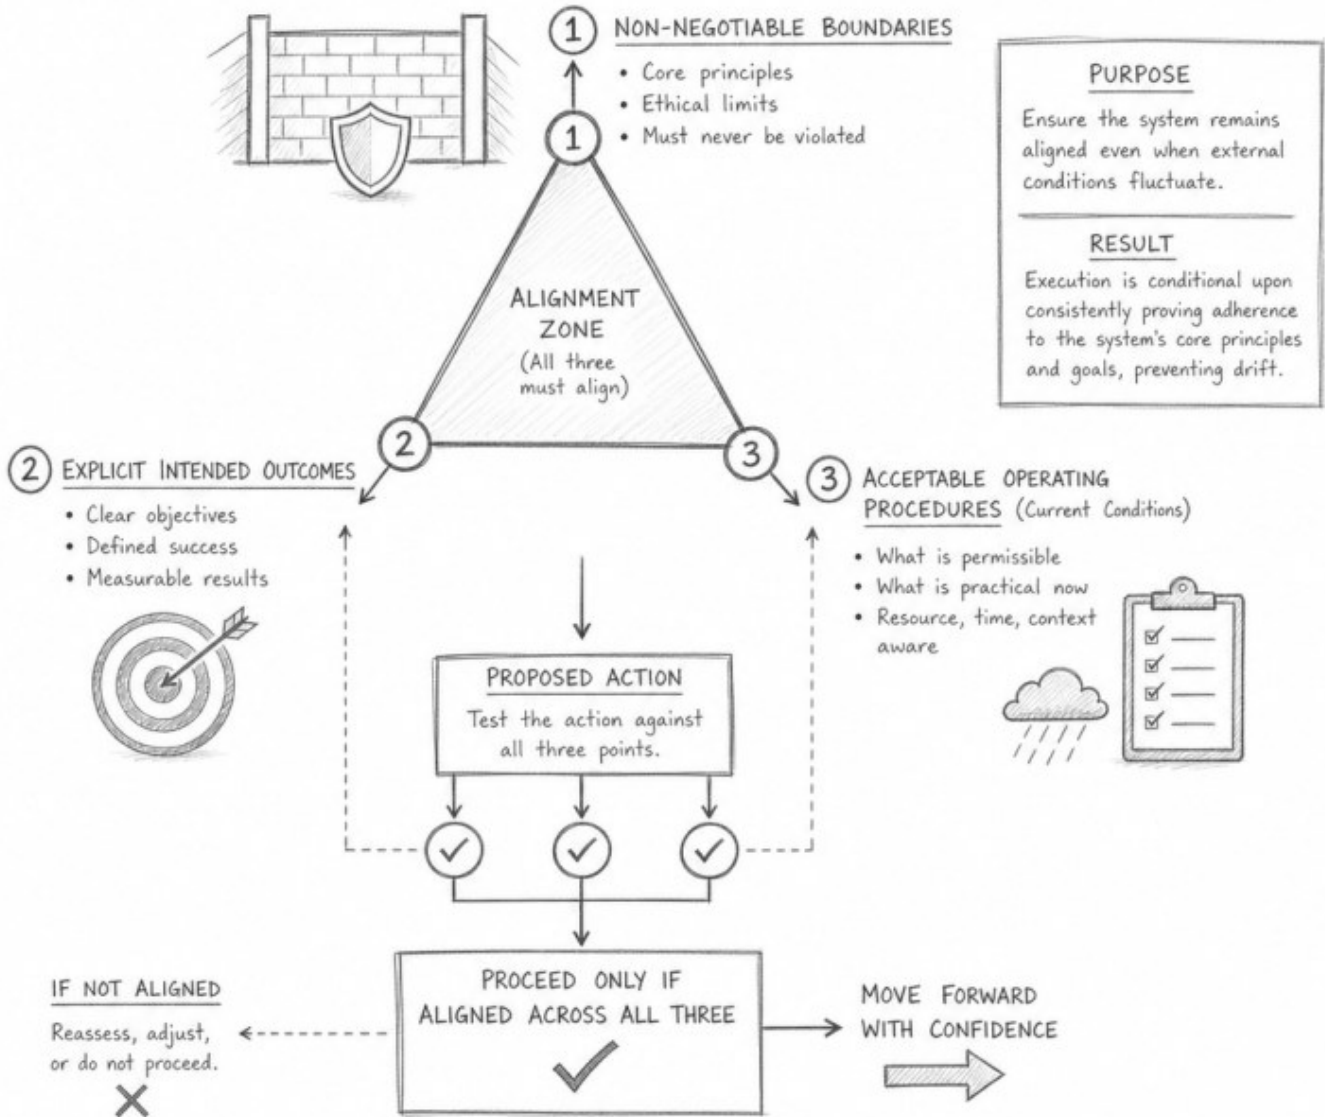 1 NON-NEGOTIABLE BOUNDARIES
• Core principles
• Ethical limits
• Must never be violated
1
PURPOSE
Ensure the system remains
aligned even when external
conditions fluctuate.
RESULT
Execution is conditional upon
consistently proving adherence
to the system's core principles
and goals, preventing drift.
ALIGNMENT
ZONE
(All three
must align)
2
3
2 EXPLICIT INTENDED OUTCOMES
• Clear objectives
• Defined success
• Measurable results
3 ACCEPTABLE OPERATING
PROCEDURES (Current Conditions)
• What is permissible
• What is practical now
• Resource, time, context
aware
PROPOSED ACTION
Test the action against
all three points.
PROCEED ONLY IF
ALIGNED ACROSS ALL THREE
IF NOT ALIGNED
Reassess, adjust,
or do not proceed.
MOVE FORWARD
WITH CONFIDENCE